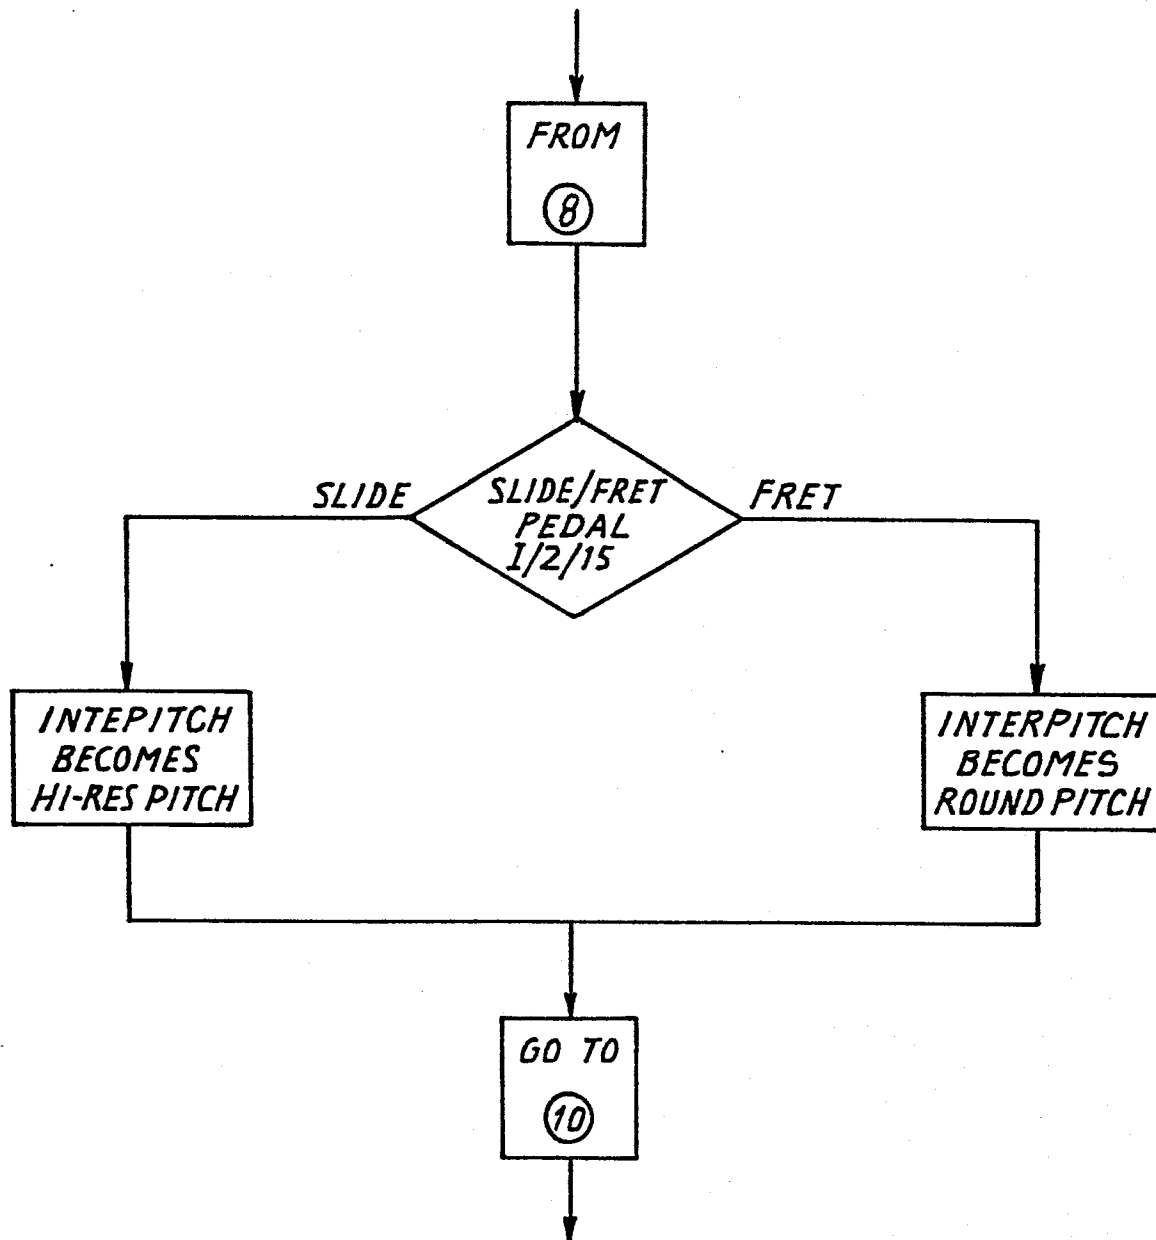 FROM
8
SLIDE
SLIDE/FRET
PEDAL
I/2/15
FRET
INTEPITCH
BECOMES
HI-RES PITCH
INTERPITCH
BECOMES
ROUND PITCH
GO TO
10